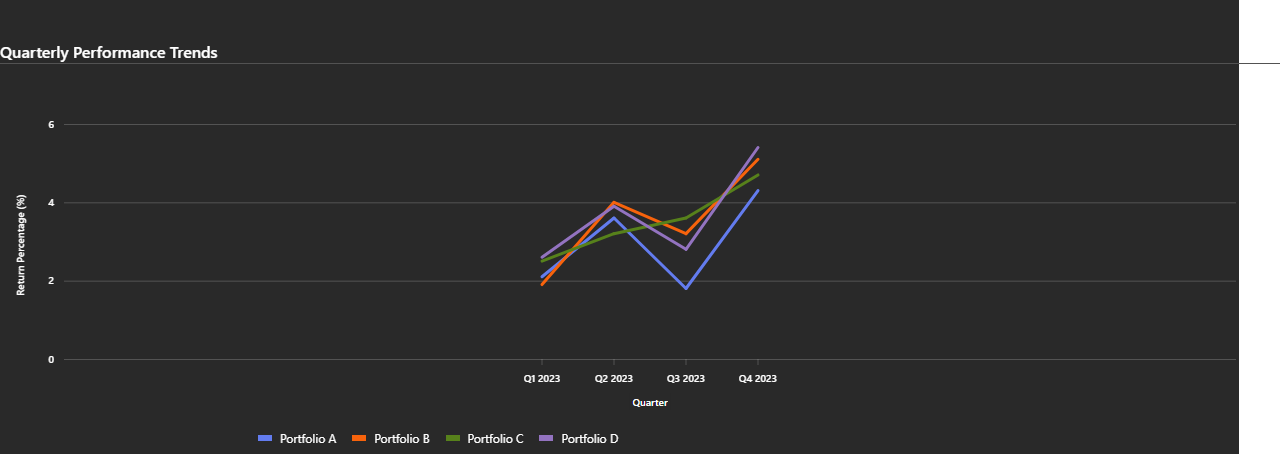 Quarterly Performance Trends
6
4
2
0
Return Percentage (%)
Q1 2023 Q2 2023 Q3 2023 Q4 2023
Quarter
Portfolio A Portfolio B Portfolio C Portfolio D